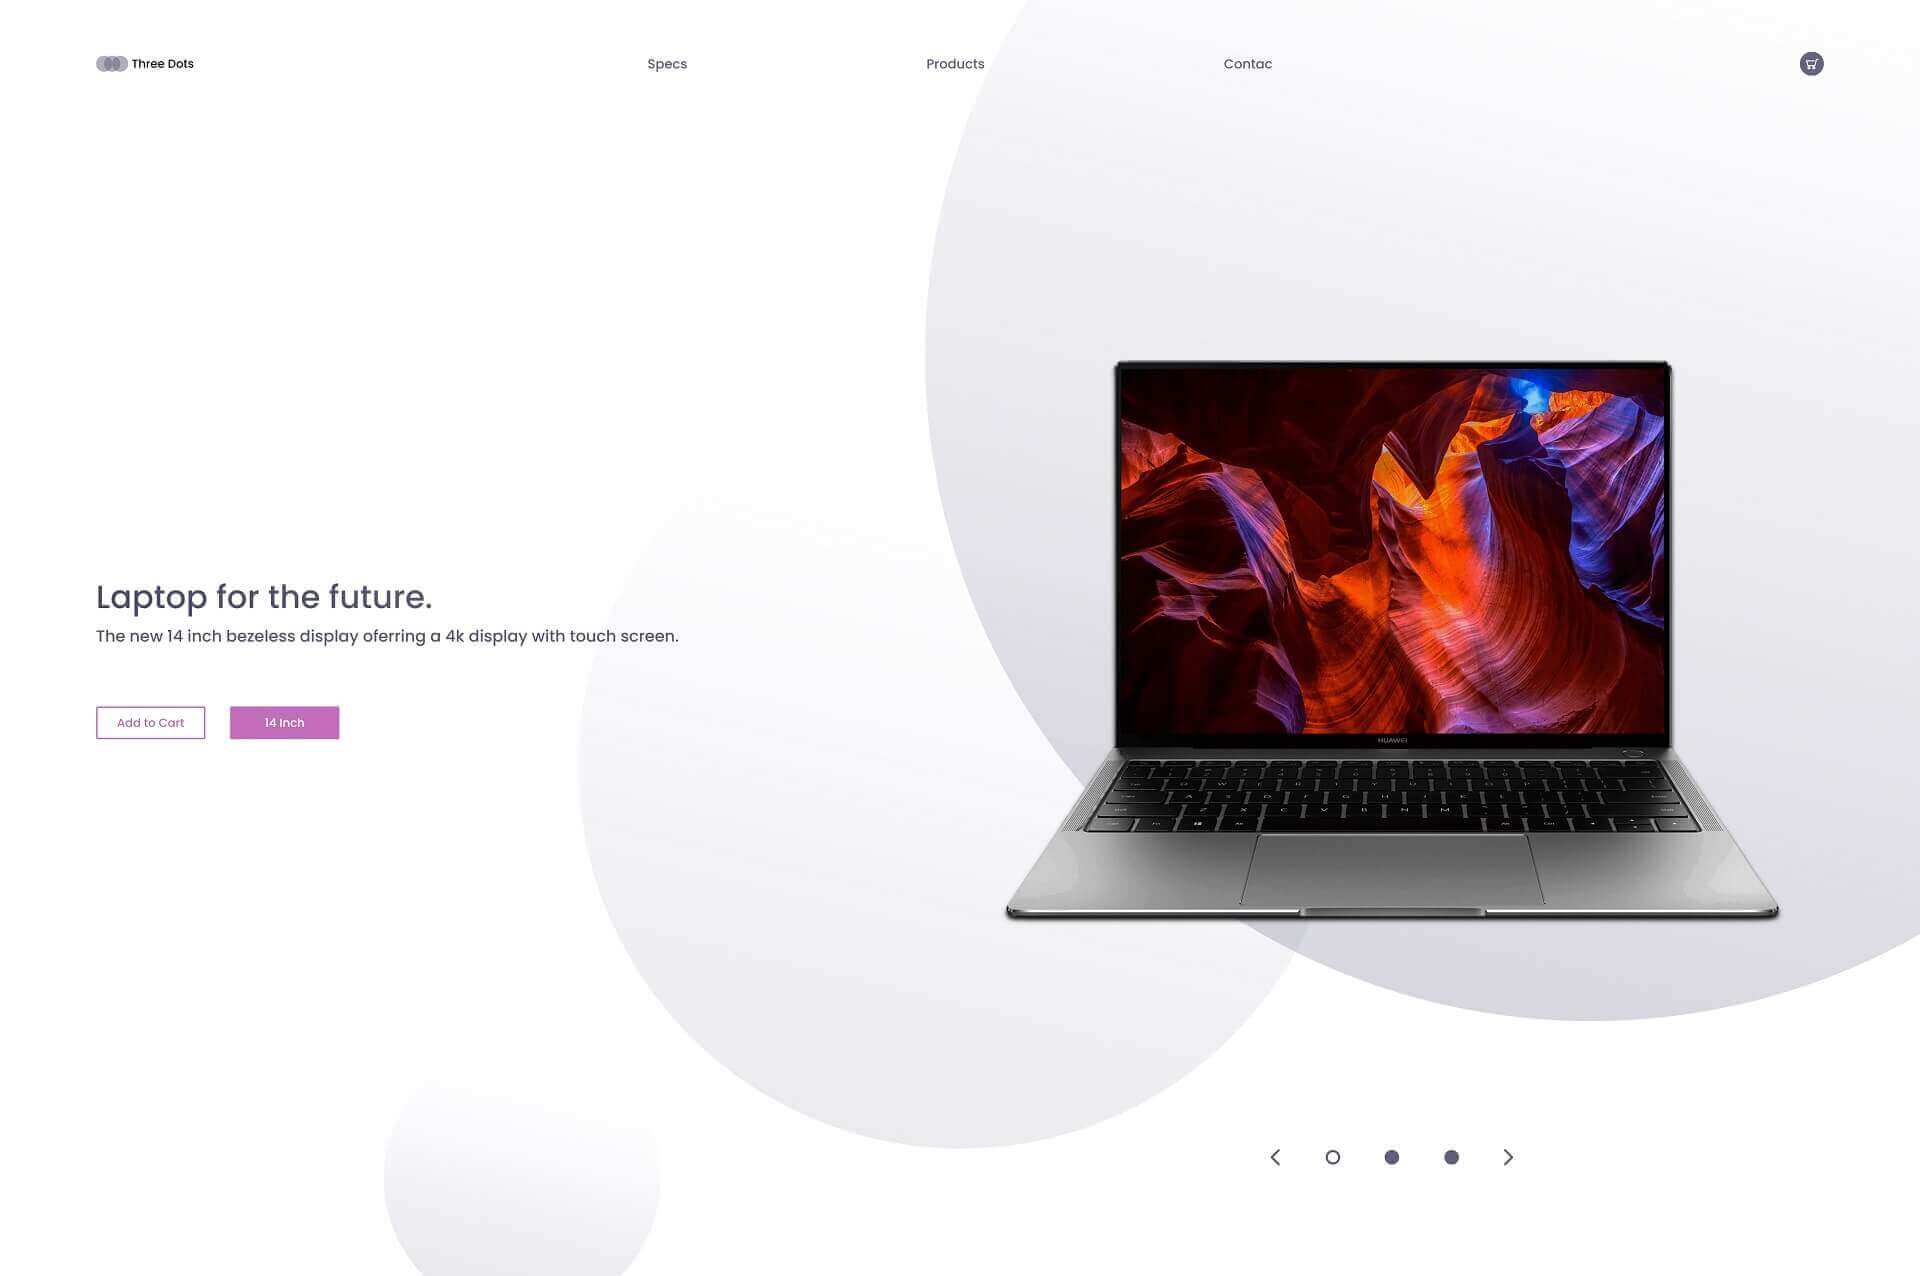 Three Dots
Specs
Products
Contac
Laptop for the future.
The new 14 inch bezeless display oferring a 4k display with touch screen.
Add to Cart
14 Inch
HUAWEI